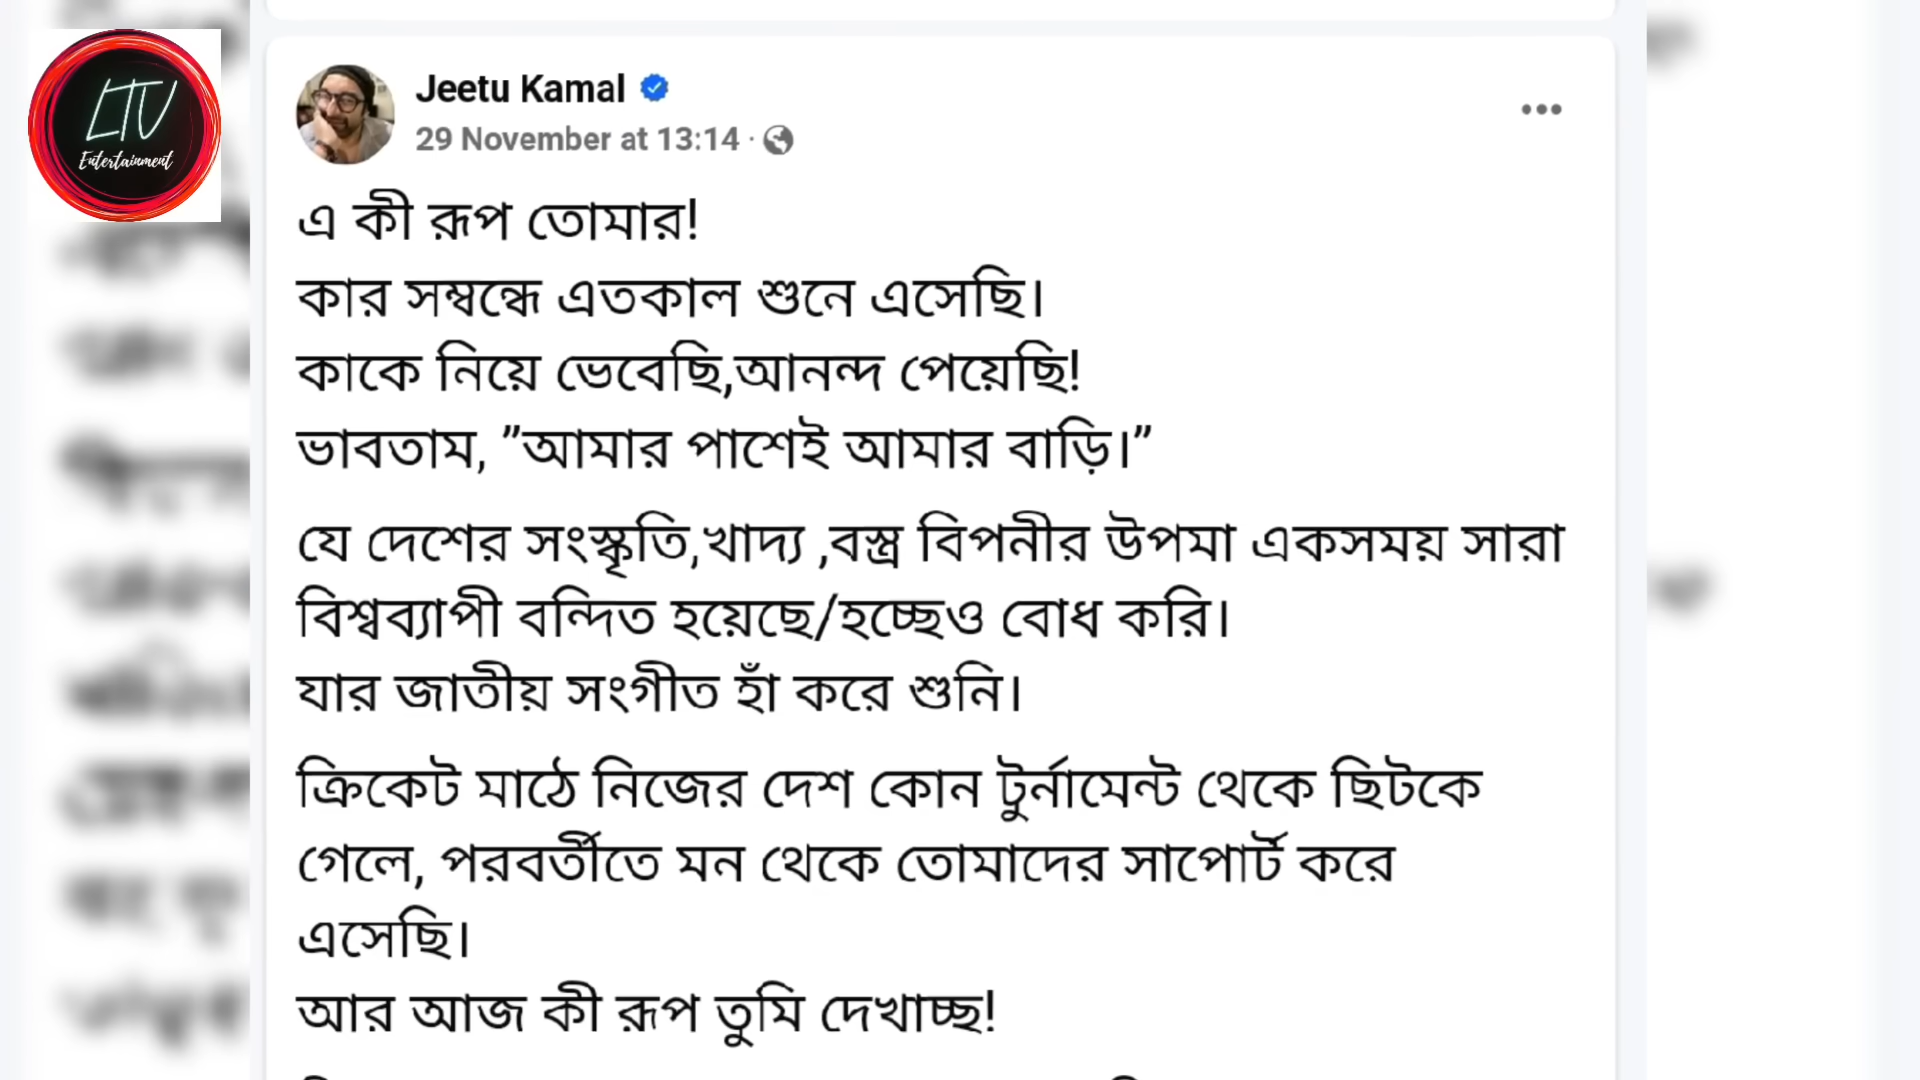 LTV
Entertainment
Jeetu Kamal
29 November at 13:14 ·
এ কী রূপ তোমার!
কার সম্বন্ধে এতকাল শুনে এসেছি।
কাকে নিয়ে ভেবেছি,আনন্দ পেয়েছি!
ভাবতাম, ”আমার পাশেই আমার বাড়ি।”
যে দেশের সংস্কৃতি,খাদ্য ,বস্ত্র বিপনীর উপমা একসময় সারা
বিশ্বব্যাপী বন্দিত হয়েছে/হচ্ছেও বোধ করি।
যার জাতীয় সংগীত হাঁ করে শুনি।
ক্রিকেট মাঠে নিজের দেশ কোন টুর্নামেন্ট থেকে ছিটকে
গেলে, পরবর্তীতে মন থেকে তোমাদের সাপোর্ট করে
এসেছি।
আর আজ কী রূপ তুমি দেখাচ্ছ!